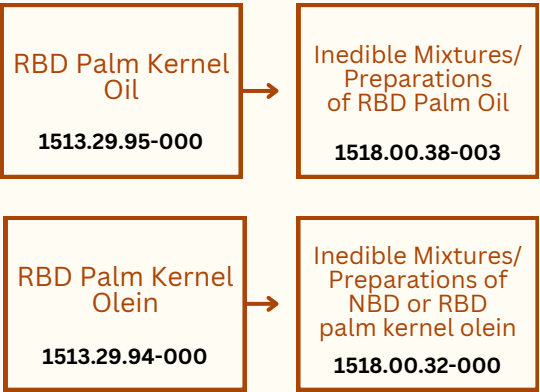 RBD Palm Kernel
Oil
1513.29.95-000
Inedible Mixtures/
Preparations
of RBD Palm Oil
1518.00.38-003
RBD Palm Kernel
Olein
1513.29.94-000
Inedible Mixtures/
Preparations of
NBD or RBD
palm kernel olein
1518.00.32-000